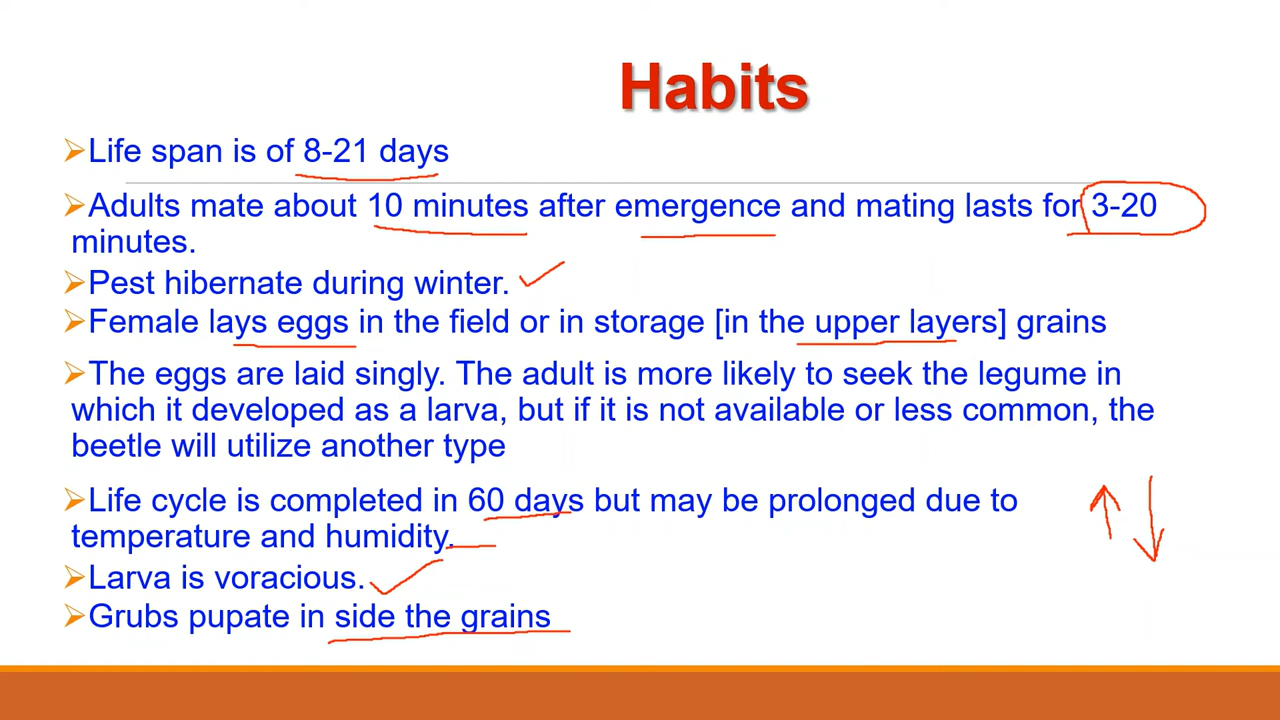 Habits
➢Life span is of 8-21 days
➢Adults mate about 10 minutes after emergence and mating lasts for 3-20
minutes.
➢Pest hibernate during winter.
➢Female lays eggs in the field or in storage [in the upper layers] grains
➢The eggs are laid singly. The adult is more likely to seek the legume in
which it developed as a larva, but if it is not available or less common, the
beetle will utilize another type
➢Life cycle is completed in 60 days but may be prolonged due to
temperature and humidity.
➢Larva is voracious.
➢Grubs pupate in side the grains